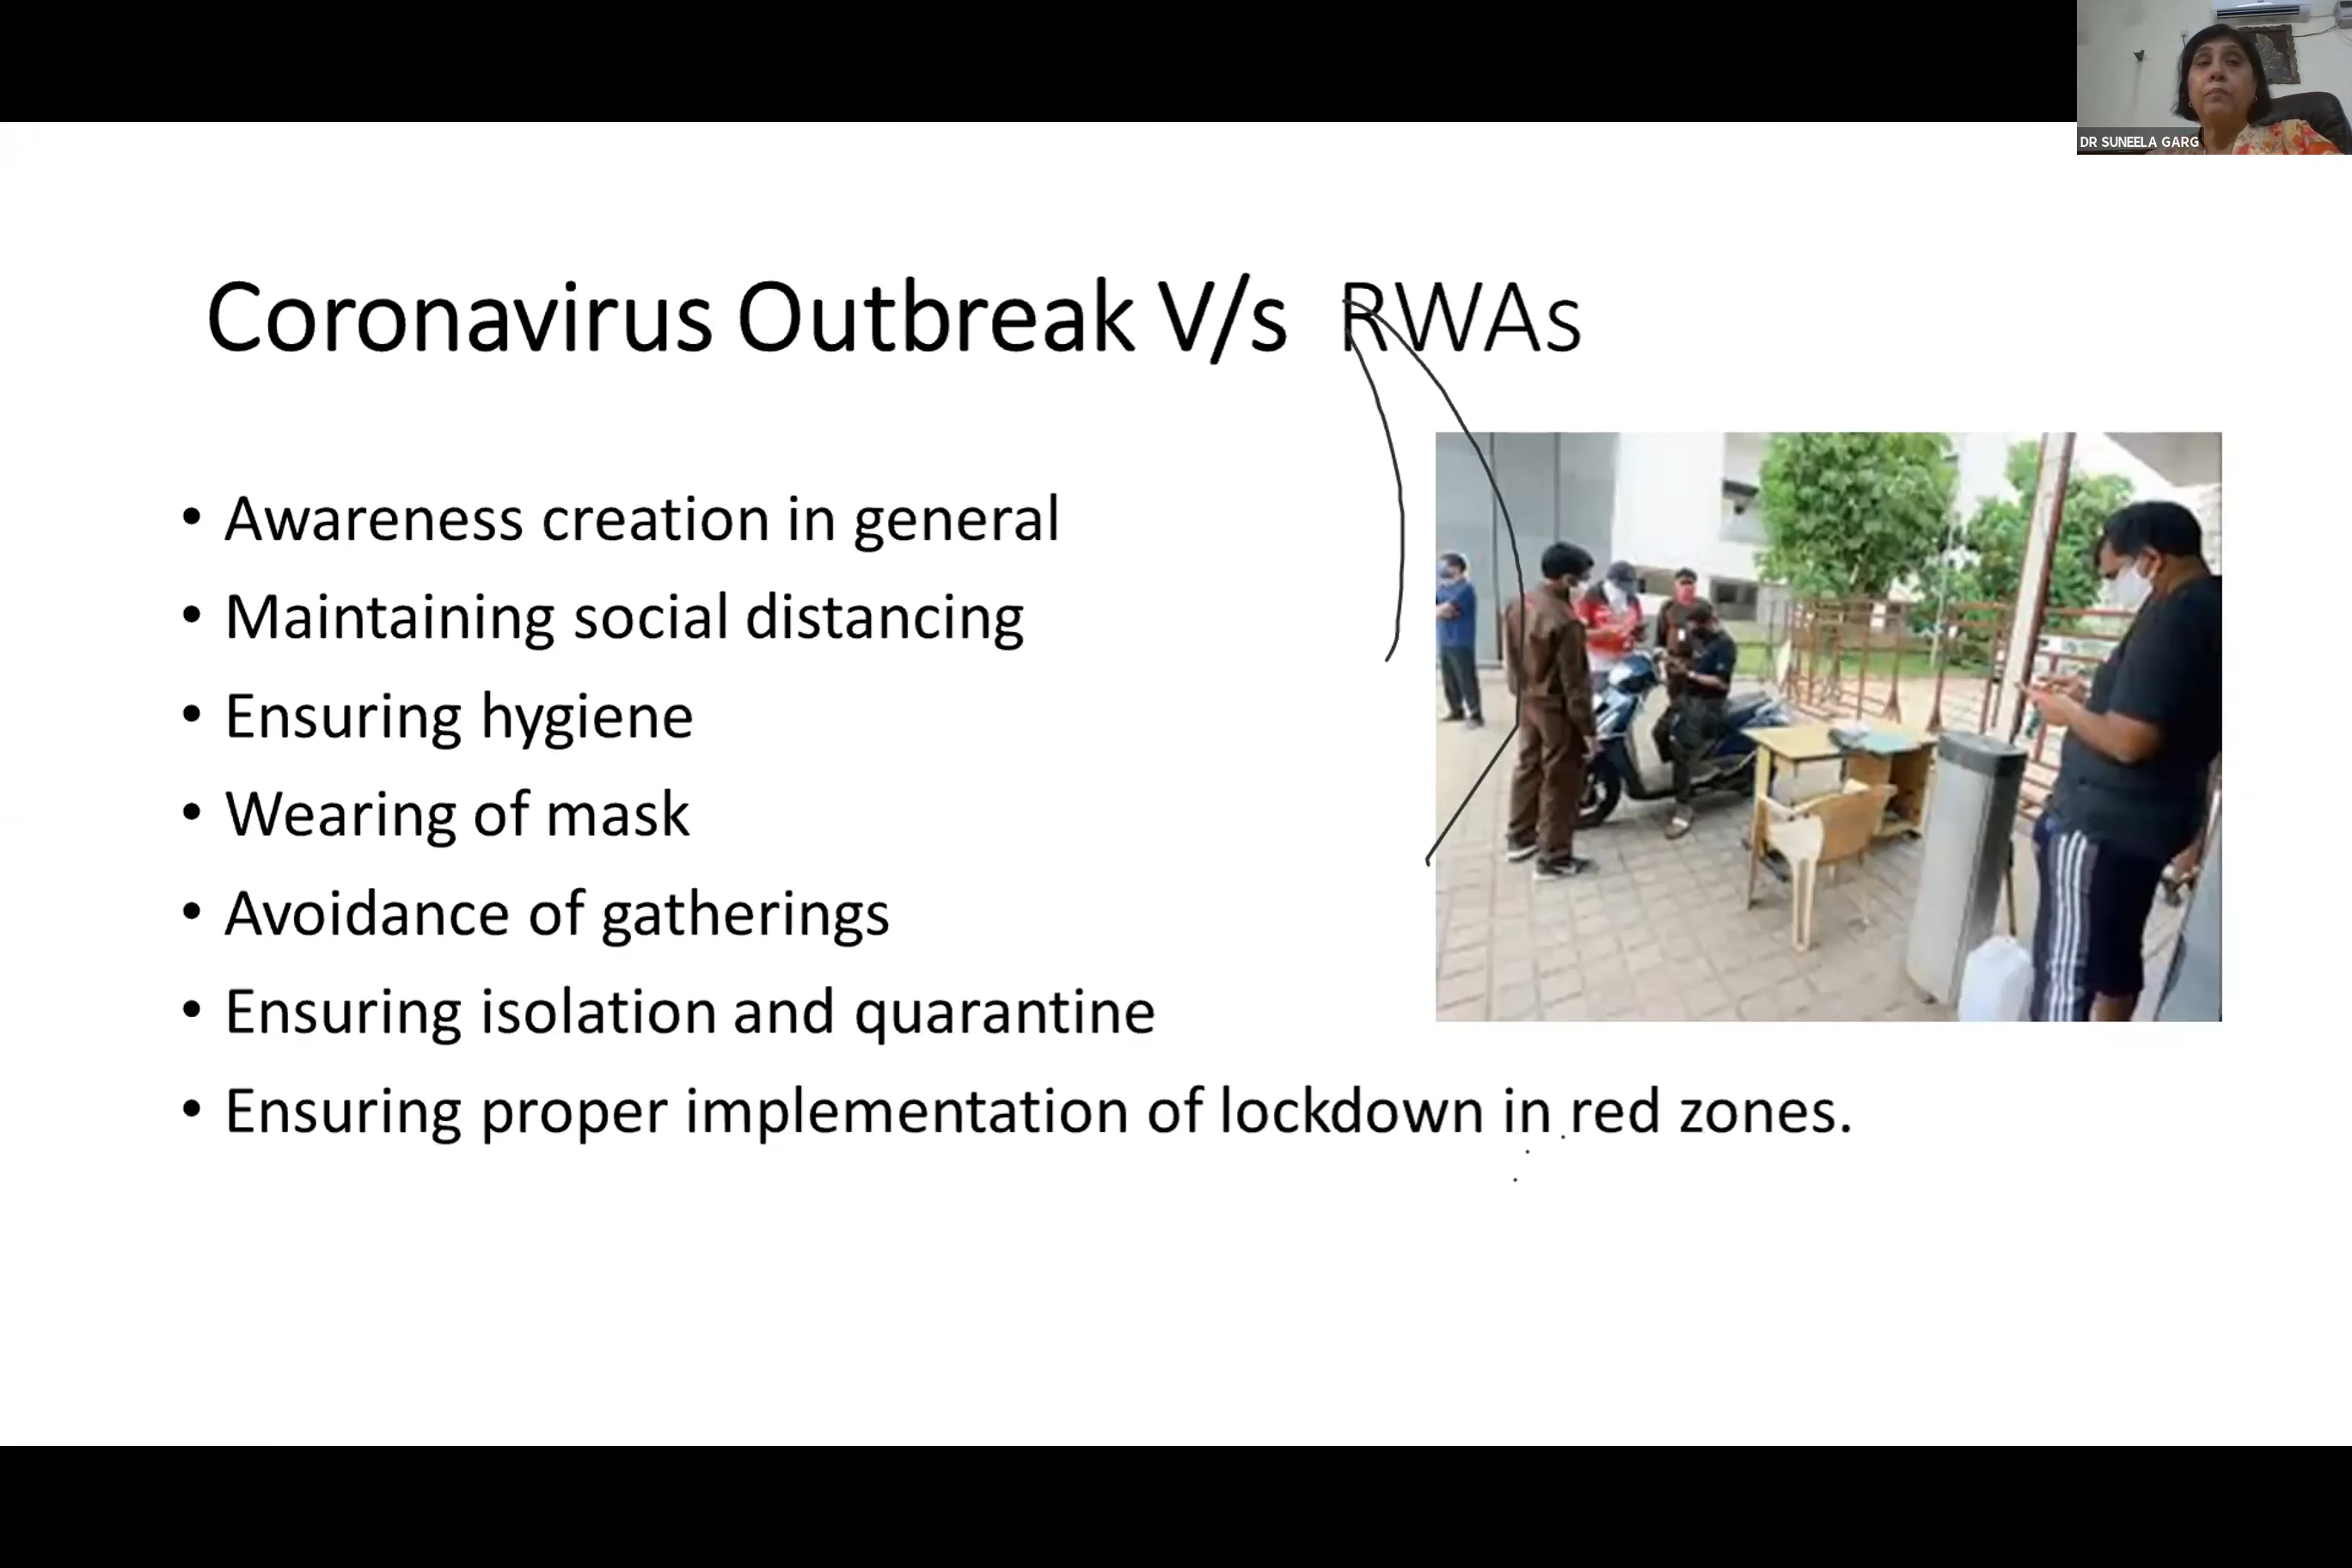 DR SUNEELA GARG
Coronavirus Outbreak V/s RWAs
• Awareness creation in general
• Maintaining social distancing
• Ensuring hygiene
• Wearing of mask
• Avoidance of gatherings
• Ensuring isolation and quarantine
• Ensuring proper implementation of lockdown in red zones.